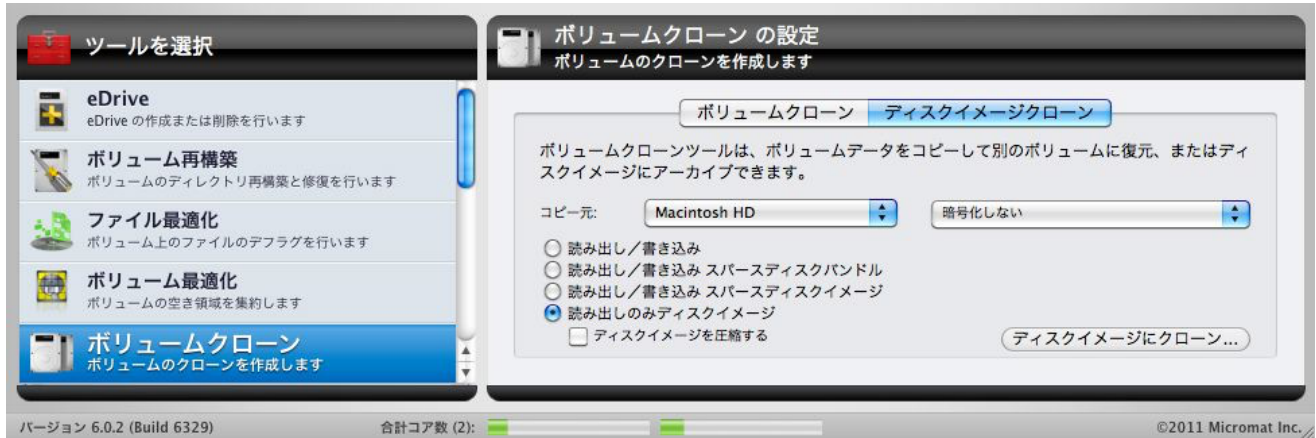 ツールを選択
eDrive
eDrive の作成または削除を行います
ボリューム再構築
ボリュームのディレクトリ再構築と修復を行います
ファイル最適化
ボリューム上のファイルのデフラグを行います
ボリューム最適化
ボリュームの空き領域を集約します
ボリュームクローン
ボリュームのクローンを作成します
ボリュームクローン の設定
ボリュームのクローンを作成します
ボリュームクローン
ディスクイメージクローン
ボリュームクローンツールは、ボリュームデータをコピーして別のボリュームに復元、またはディ
スクイメージにアーカイブできます。
コピー元: Macintosh HD 暗号化しない
読み出し／書き込み
読み出し／書き込み スパースディスクバンドル
読み出し／書き込み スパースディスクイメージ
読み出しのみディスクイメージ
ディスクイメージを圧縮する
ディスクイメージにクローン...
バージョン 6.0.2 (Build 6329) 合計コア数 (2): ©2011 Micromat Inc.